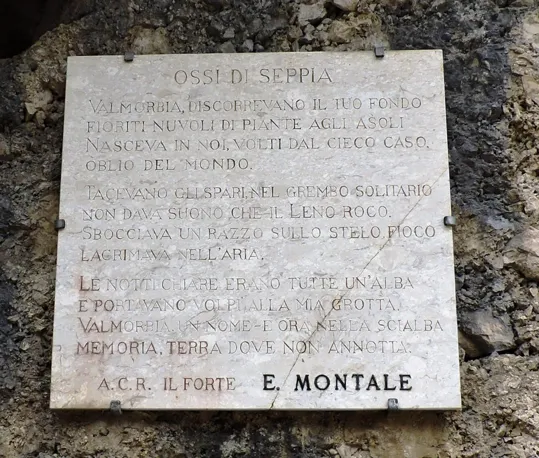 OSSI DI SEPPIA
VALMORBIA, DISCORREVANO IL TUO FONDO
FIORITI NUVOLI DI PIANTE AGLI ASOLI
NASCEVA IN NOI, VOLTI DAL CIECO CASO,
OBLIO DEL MONDO.
TACEVANO GLI SPARI, NEL GREMBO SOLITARIO
NON DAVA SUONO CHE IL LENO ROCO.
SBOCCIAVA UN RAZZO SULLO STELO, FIOCO
LACRIMAVA NELL'ARIA.
LE NOTTI CHIARE ERANO TUTTE UN'ALBA
E PORTAVANO VOLPI ALLA MIA GROTTA.
VALMORBIA, UN NOME - E ORA NELLA SCIALBA
MEMORIA, TERRA DOVE NON ANNOTTA.
A.C.R. IL FORTE E. MONTALE